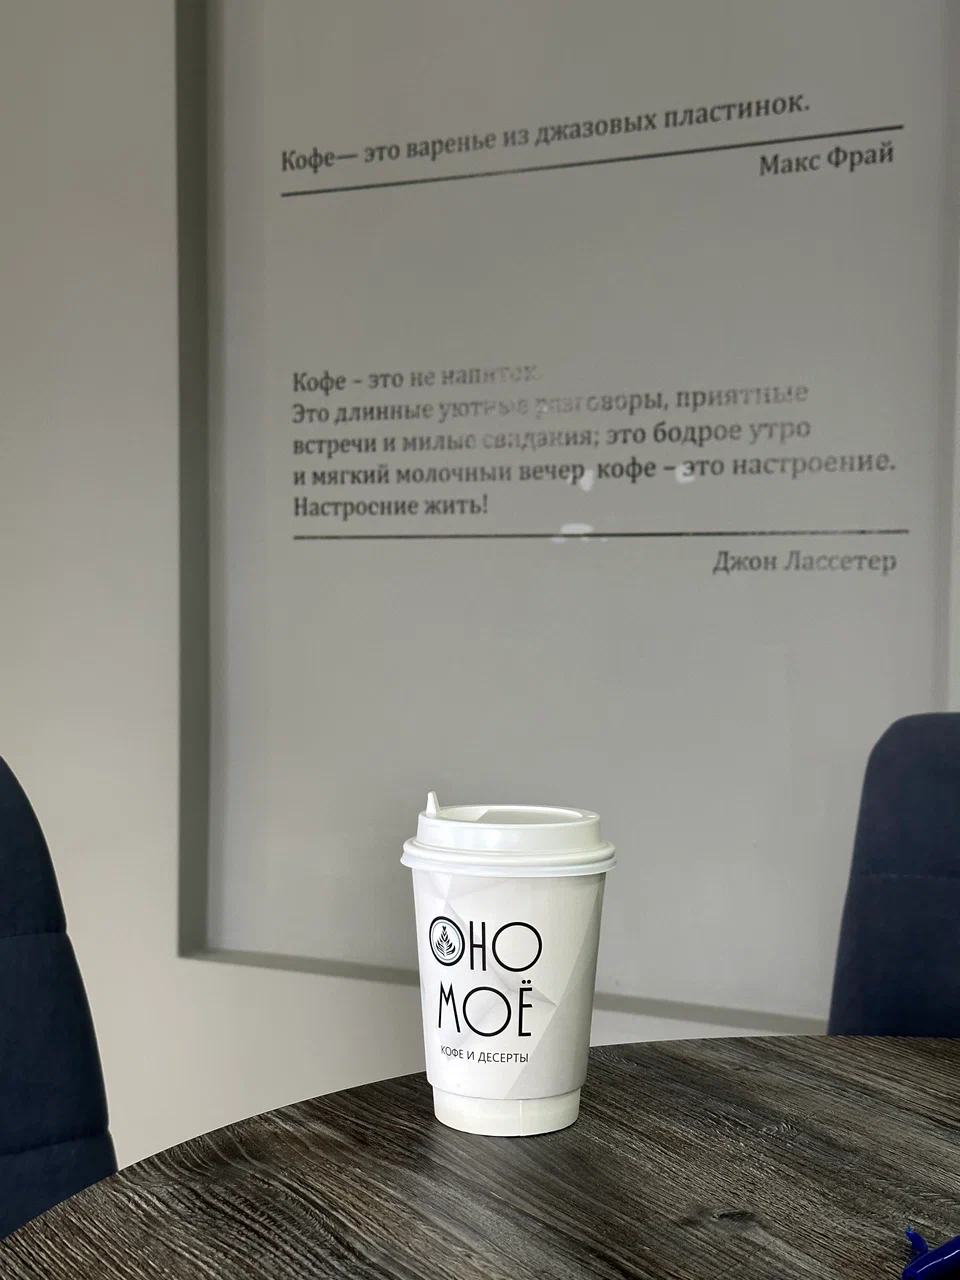 Кофе— это варенье из джазовых пластинок.
Макс Фрай
Кофе – это не напиток.
Это длинные уютные разговоры, приятные
встречи и милые свидания; это бодрое утро
и мягкий молочный вечер, кофе – это настроение.
Настроение жить!
Джон Лассетер
ОНО
МОЁ
КОФЕ И ДЕСЕРТЫ